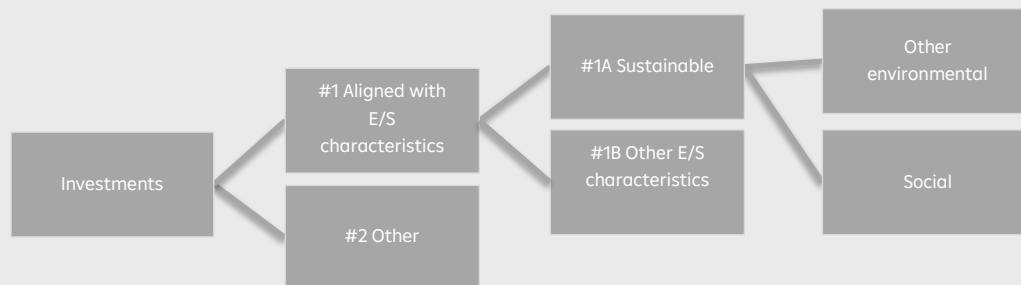 Investments
#1 Aligned with
E/S
characteristics
#2 Other
#1A Sustainable
#1B Other E/S
characteristics
Other
environmental
Social